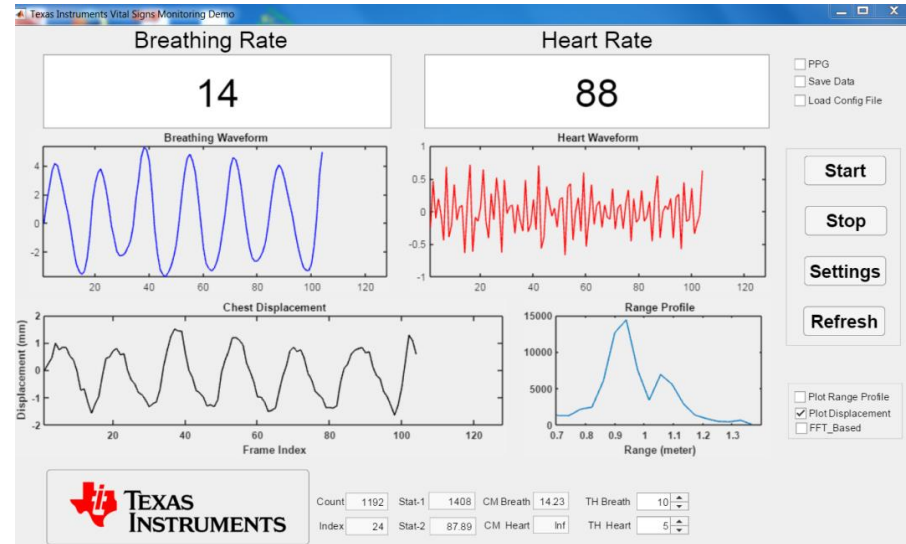 Texas Instruments Vital Signs Monitoring Demo
Breathing Rate
Heart Rate
14
88
PPG
Save Data
Load Config File
Breathing Waveform
4
2
0
-2
20 40 60 80 100 120
Heart Waveform
1
0.5
0
-0.5
-1
20 40 60 80 100 120
Start
Stop
Settings
Refresh
Chest Displacement
Displacement (mm)
2
1
0
-1
-2
20 40 60 80 100 120
Frame Index
Range Profile
15000
10000
5000
0
0.7 0.8 0.9 1 1.1 1.2 1.3
Range (meter)
Plot Range Profile
Plot Displacement
FFT_Based
TEXAS
INSTRUMENTS
Count 1192 Stat-1 1408 CM Breath 14.23 TH Breath 10
Index 24 Stat-2 87.89 CM Heart Inf TH Heart 5